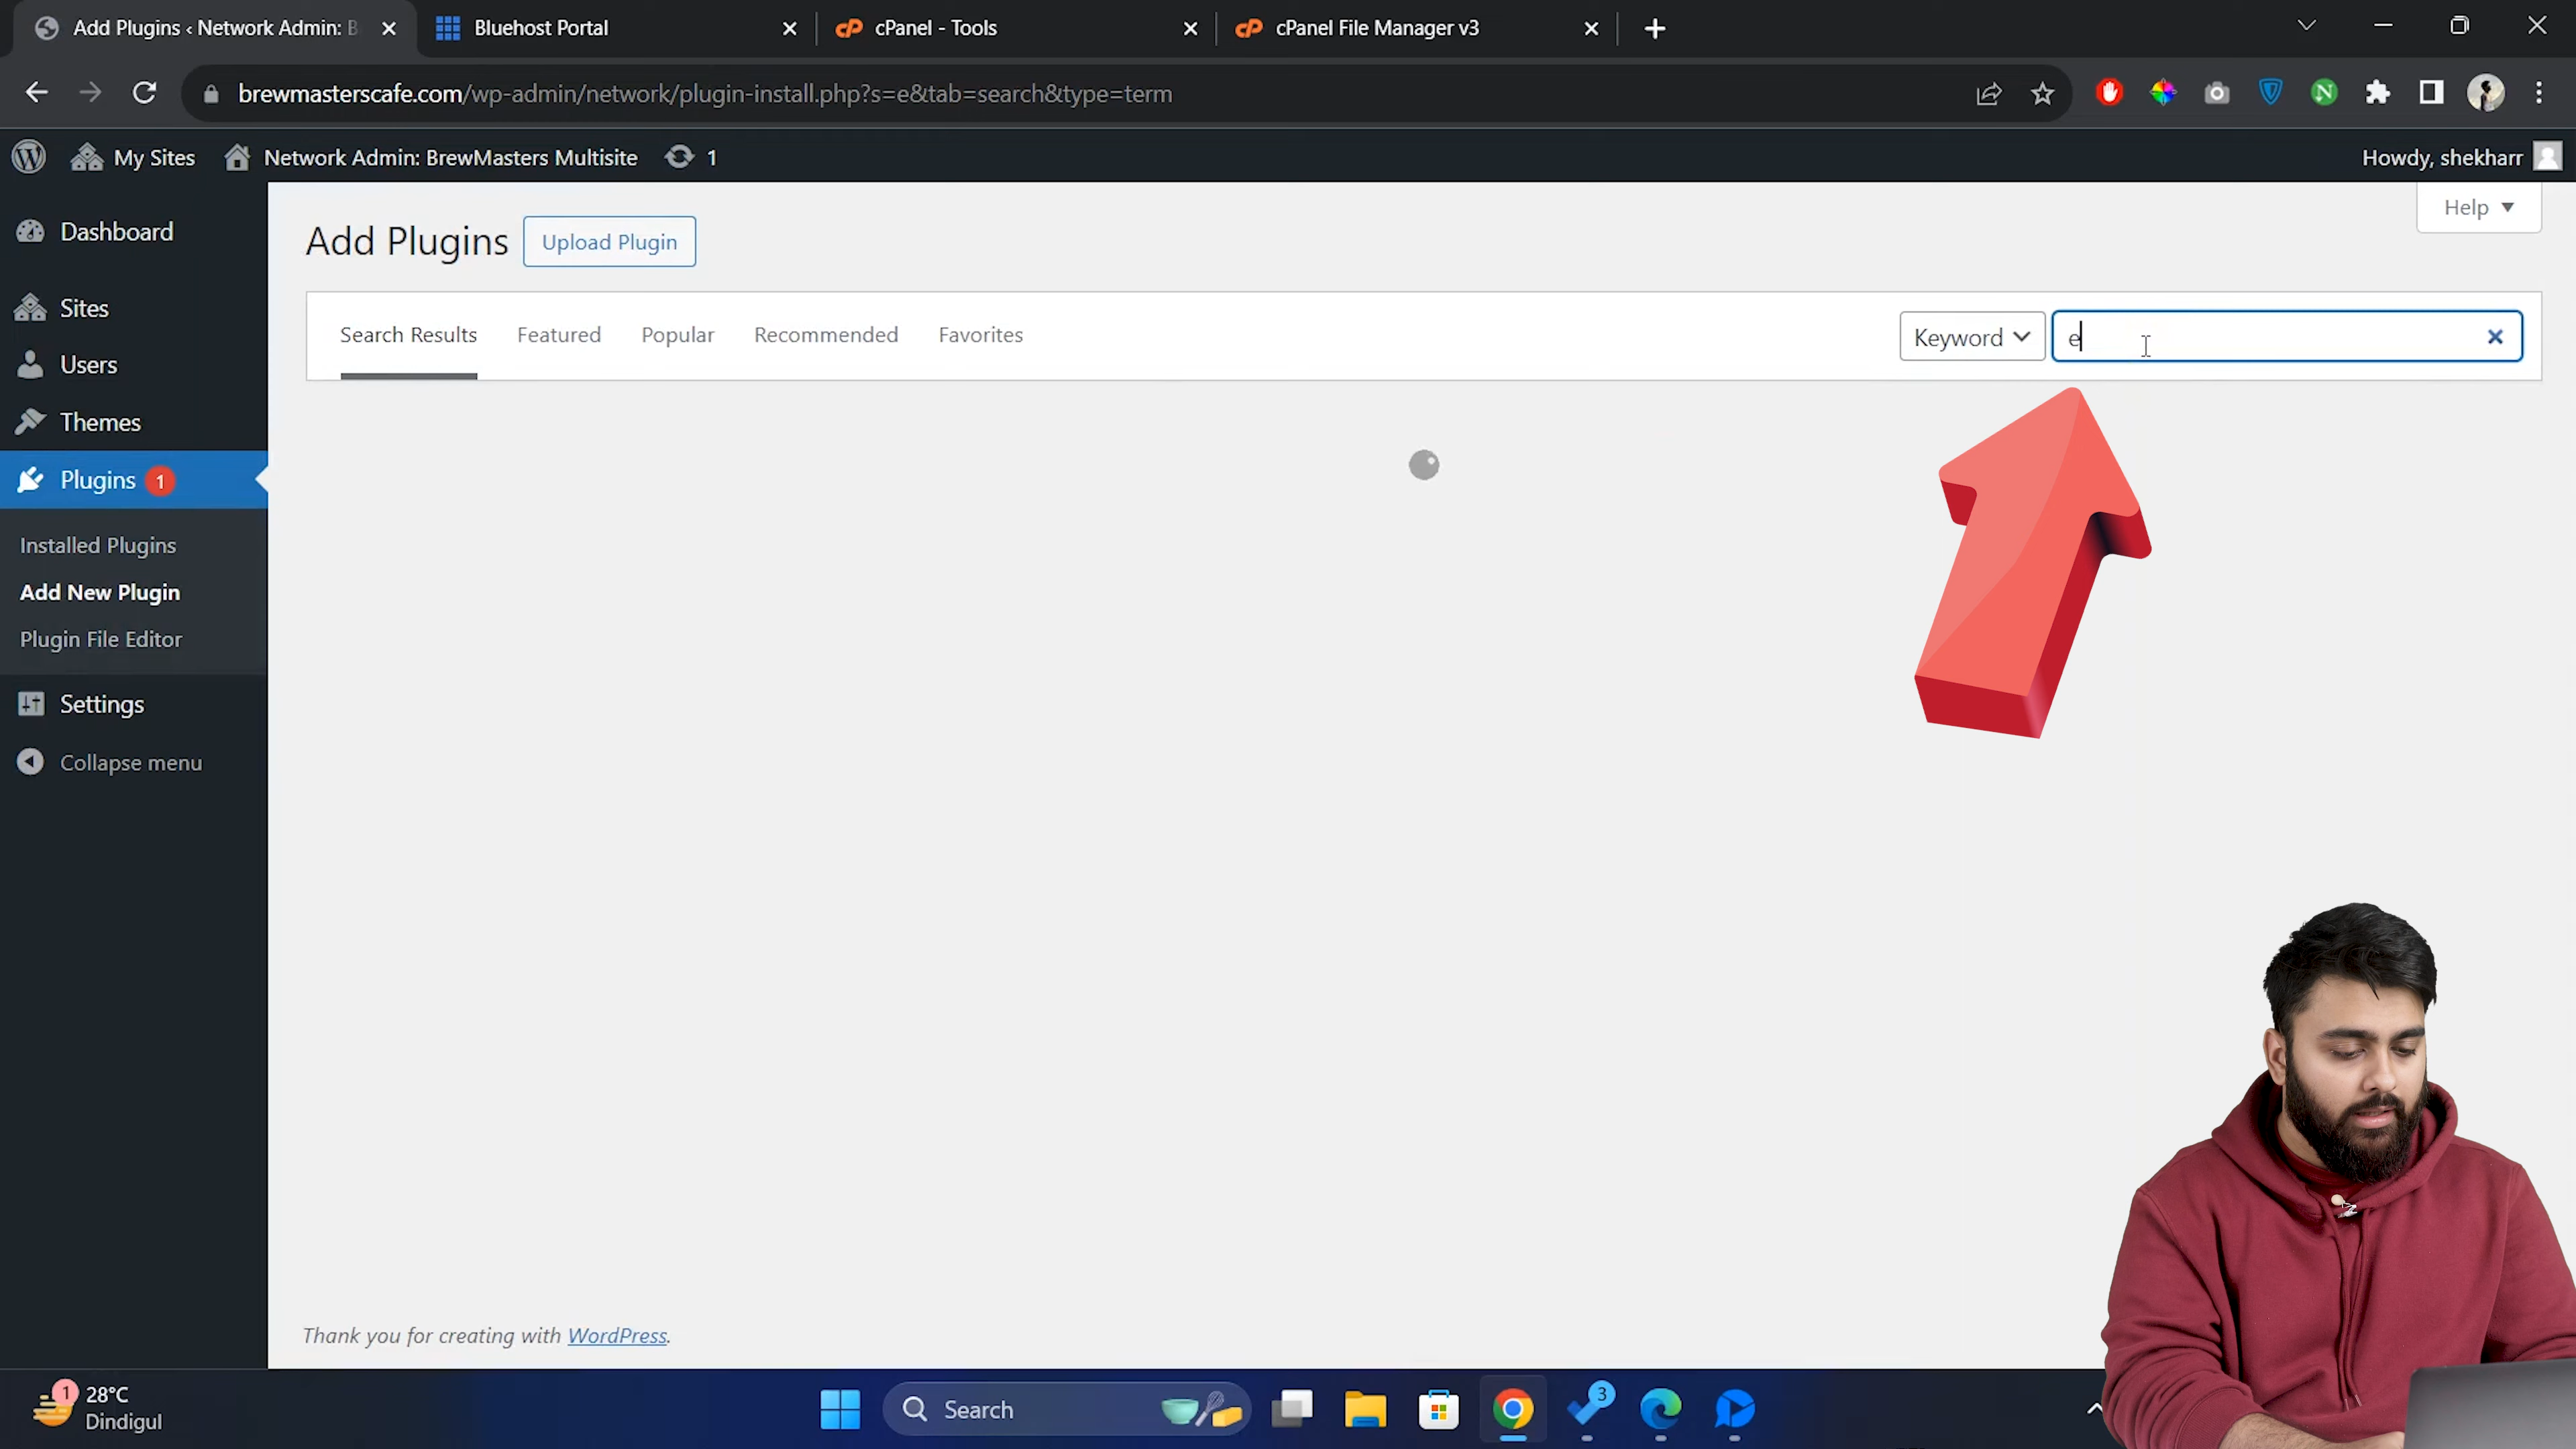 Add Plugins ‹ Network Admin: B
Bluehost Portal
cPanel - Tools
cPanel File Manager v3
brewmasterscafe.com/wp-admin/network/plugin-install.php?s=e&tab=search&type=term
My Sites
Network Admin: BrewMasters Multisite
1
Howdy, shekharr
Help
Dashboard
Sites
Users
Themes
Plugins 1
Installed Plugins
Add New Plugin
Plugin File Editor
Settings
Collapse menu
Add Plugins
Upload Plugin
Search Results
Featured
Popular
Recommended
Favorites
Keyword
e
Thank you for creating with WordPress.
1
28°C
Dindigul
Search
3